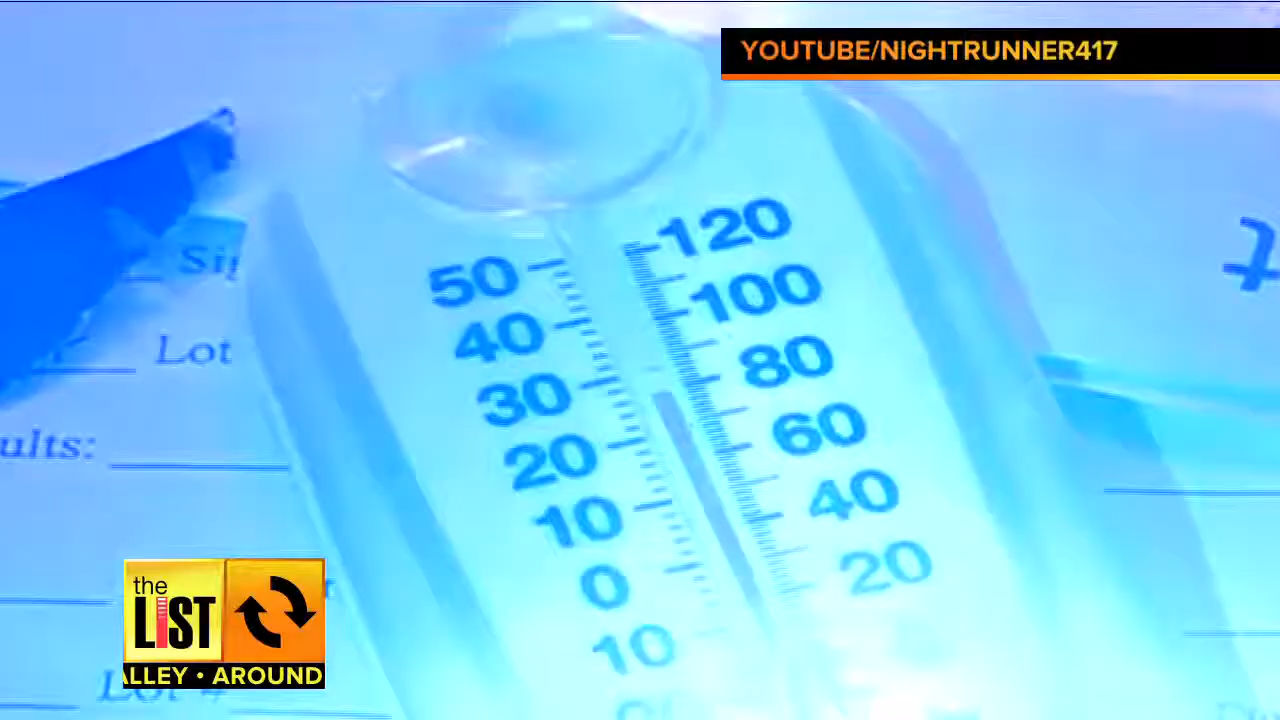 YOUTUBE/NIGHTRUNNER417
120
50
100
40
80
30
60
20
40
10
20
0
10
Lot
ults:
Lot #
the
LIST
ALLEY • AROUND